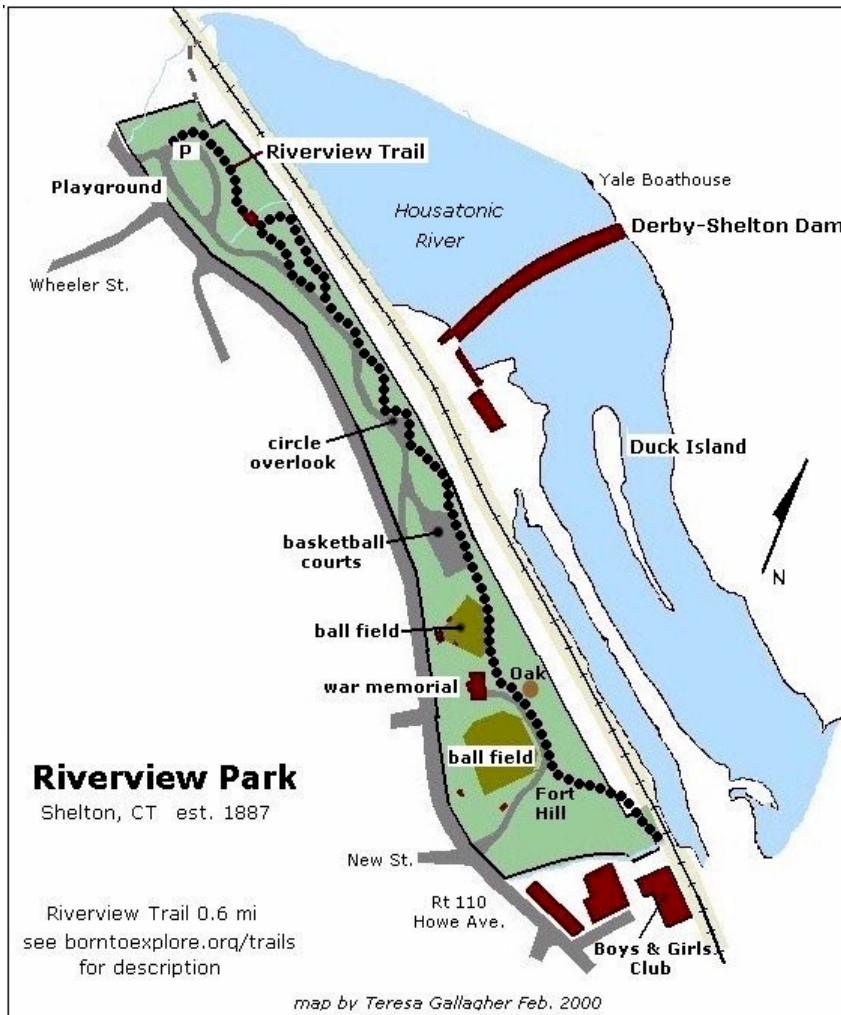 P
Riverview Trail
Playground
Yale Boathouse
Housatonic
River
Derby-Shelton Dam
Wheeler St.
circle
overlook
Duck Island
basketball
courts
N
ball field
Oak
war memorial
ball field
Riverview Park
Shelton, CT est. 1887
Fort
Hill
New St.
Rt 110
Howe Ave.
Riverview Trail 0.6 mi
see borntoexplore.org/trails
for description
Boys & Girls
Club
map by Teresa Gallagher Feb. 2000